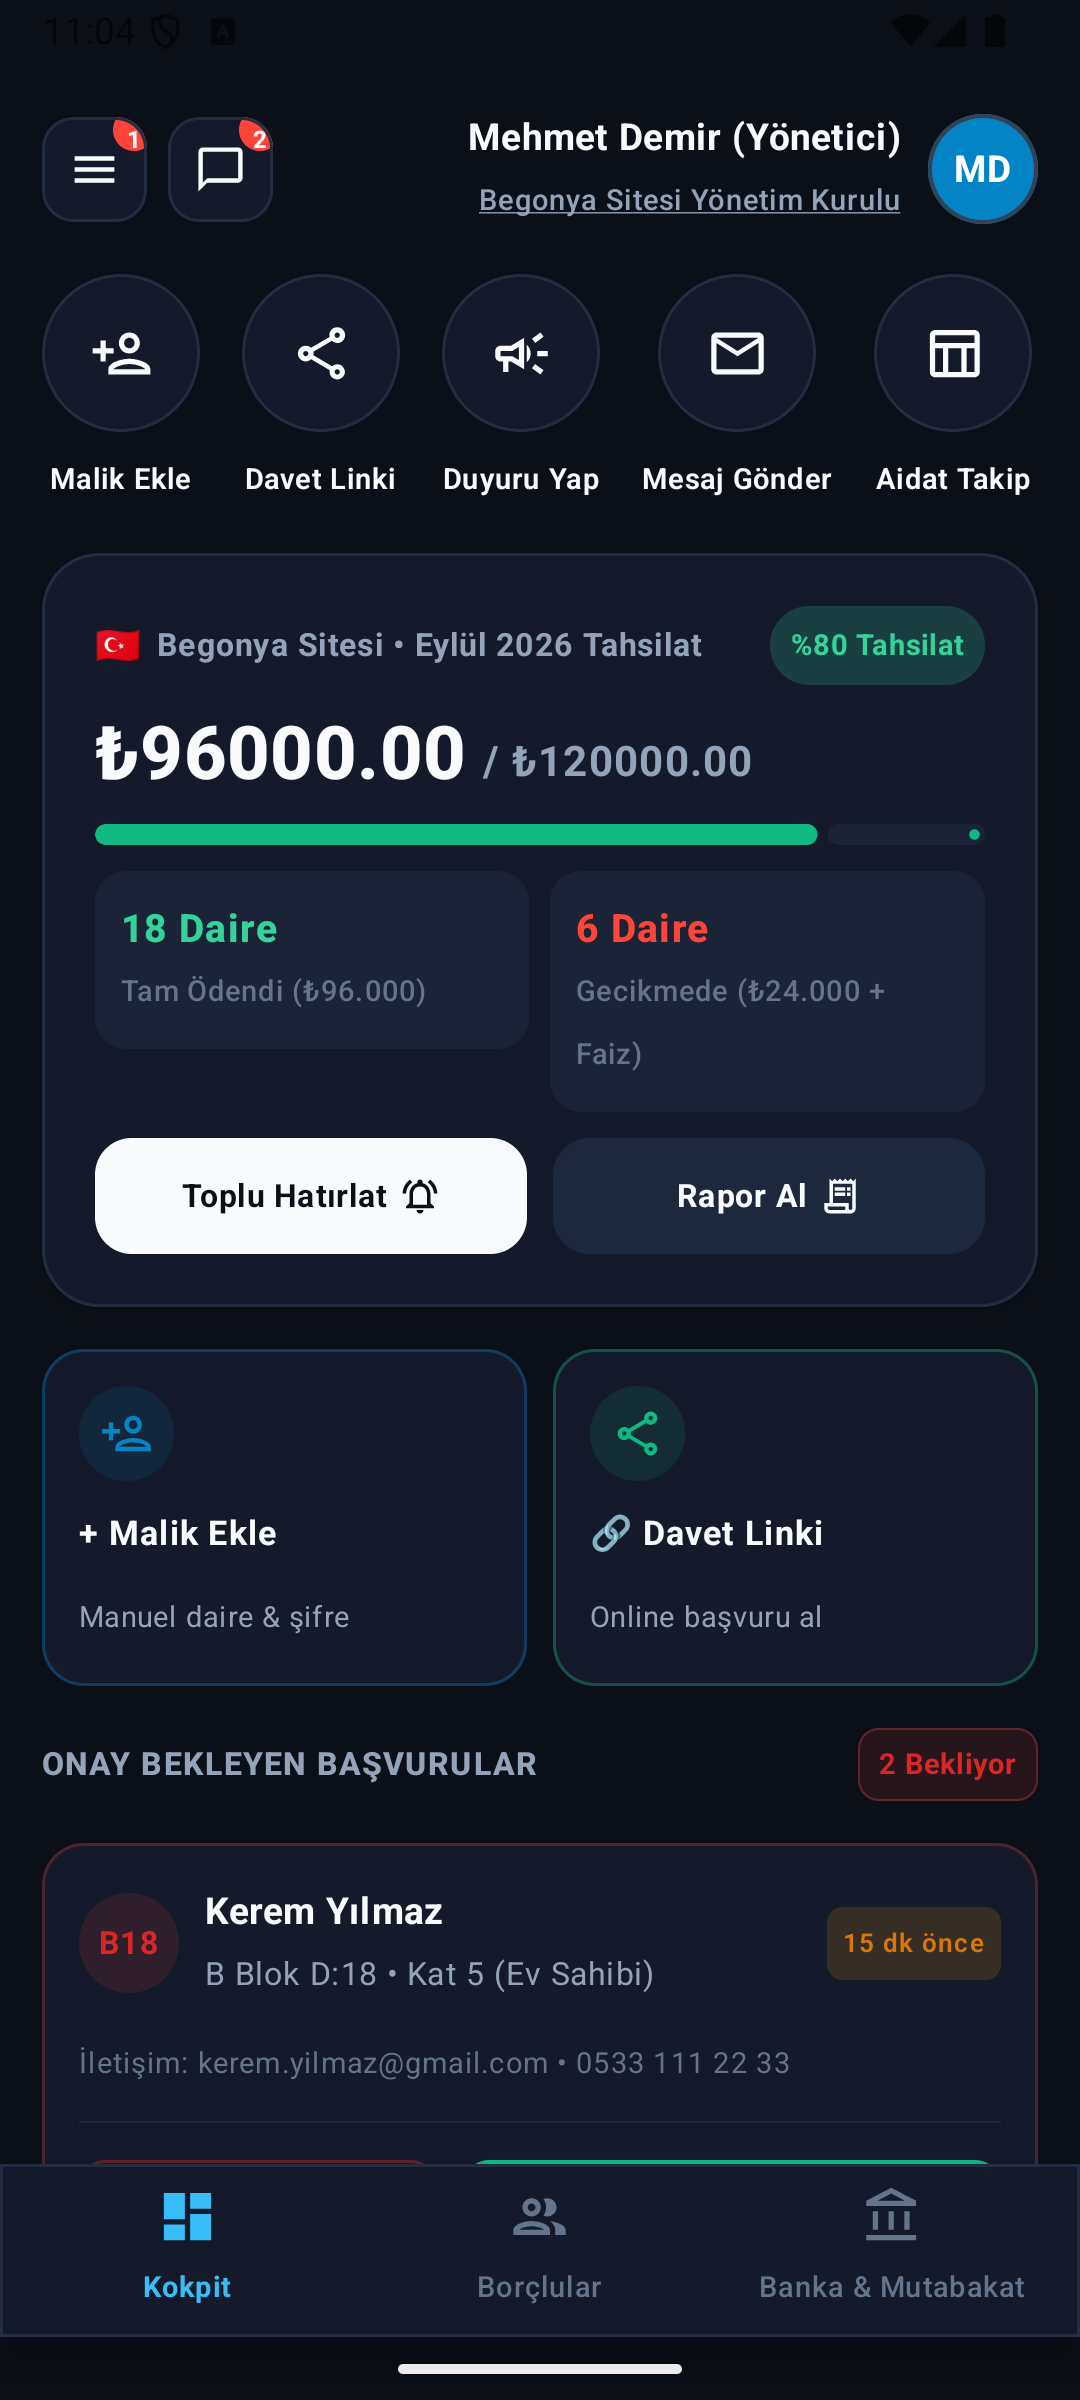 11:04
1
2
Mehmet Demir (Yönetici)
Begonya Sitesi Yönetim Kurulu
MD
Malik Ekle
Davet Linki
Duyuru Yap
Mesaj Gönder
Aidat Takip
Begonya Sitesi • Eylül 2026 Tahsilat
%80 Tahsilat
₺96000.00 / ₺120000.00
18 Daire
Tam Ödendi (₺96.000)
6 Daire
Gecikmede (₺24.000 +
Faiz)
Toplu Hatırlat
Rapor Al
+ Malik Ekle
Manuel daire & şifre
Davet Linki
Online başvuru al
ONAY BEKLEYEN BAŞVURULAR
2 Bekliyor
B18
Kerem Yılmaz
B Blok D:18 • Kat 5 (Ev Sahibi)
15 dk önce
İletişim: kerem.yilmaz@gmail.com • 0533 111 22 33
Kokpit
Borçlular
Banka & Mutabakat